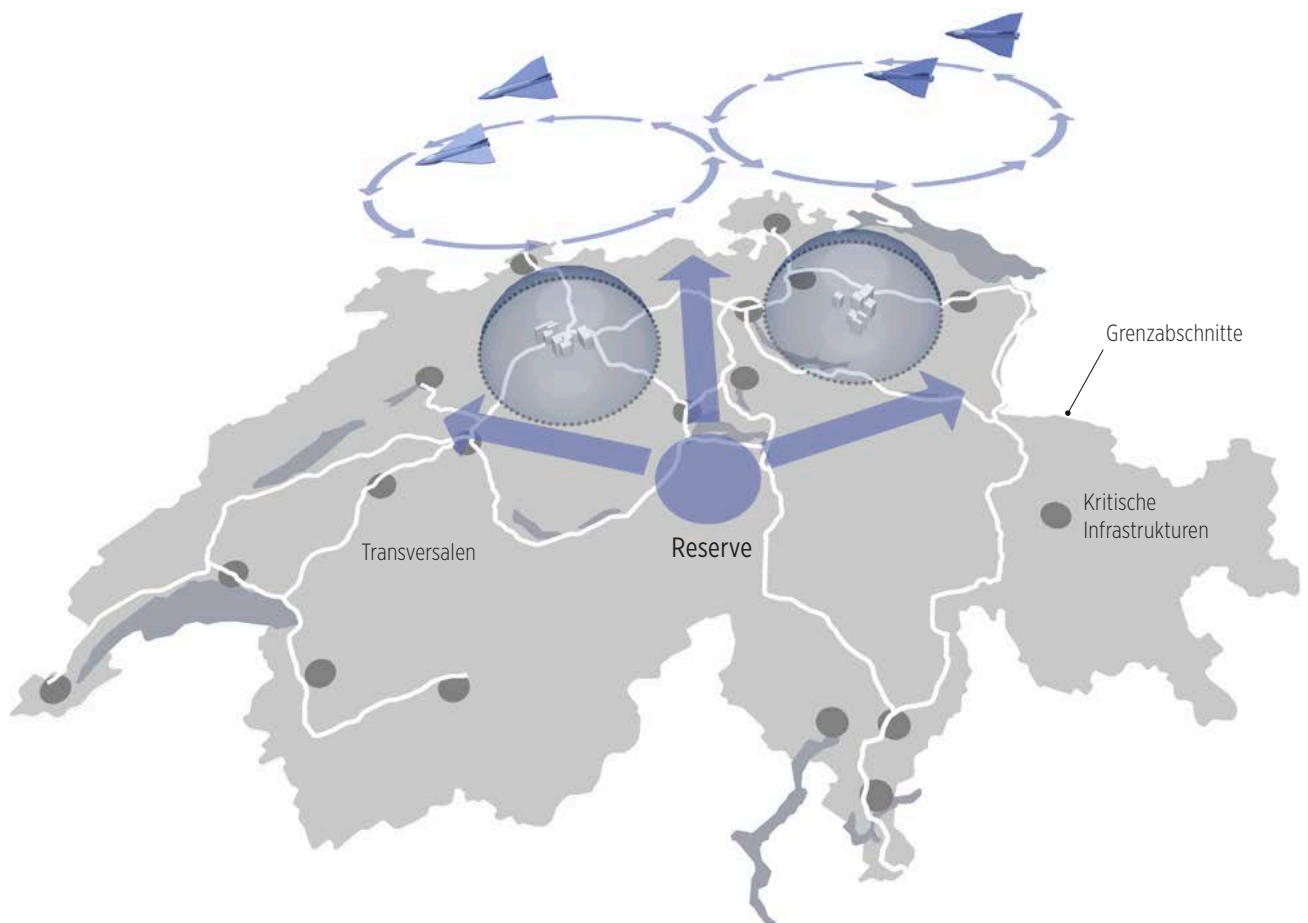 Grenzabschnitte
Kritische
Infrastrukturen
Transversalen
Reserve